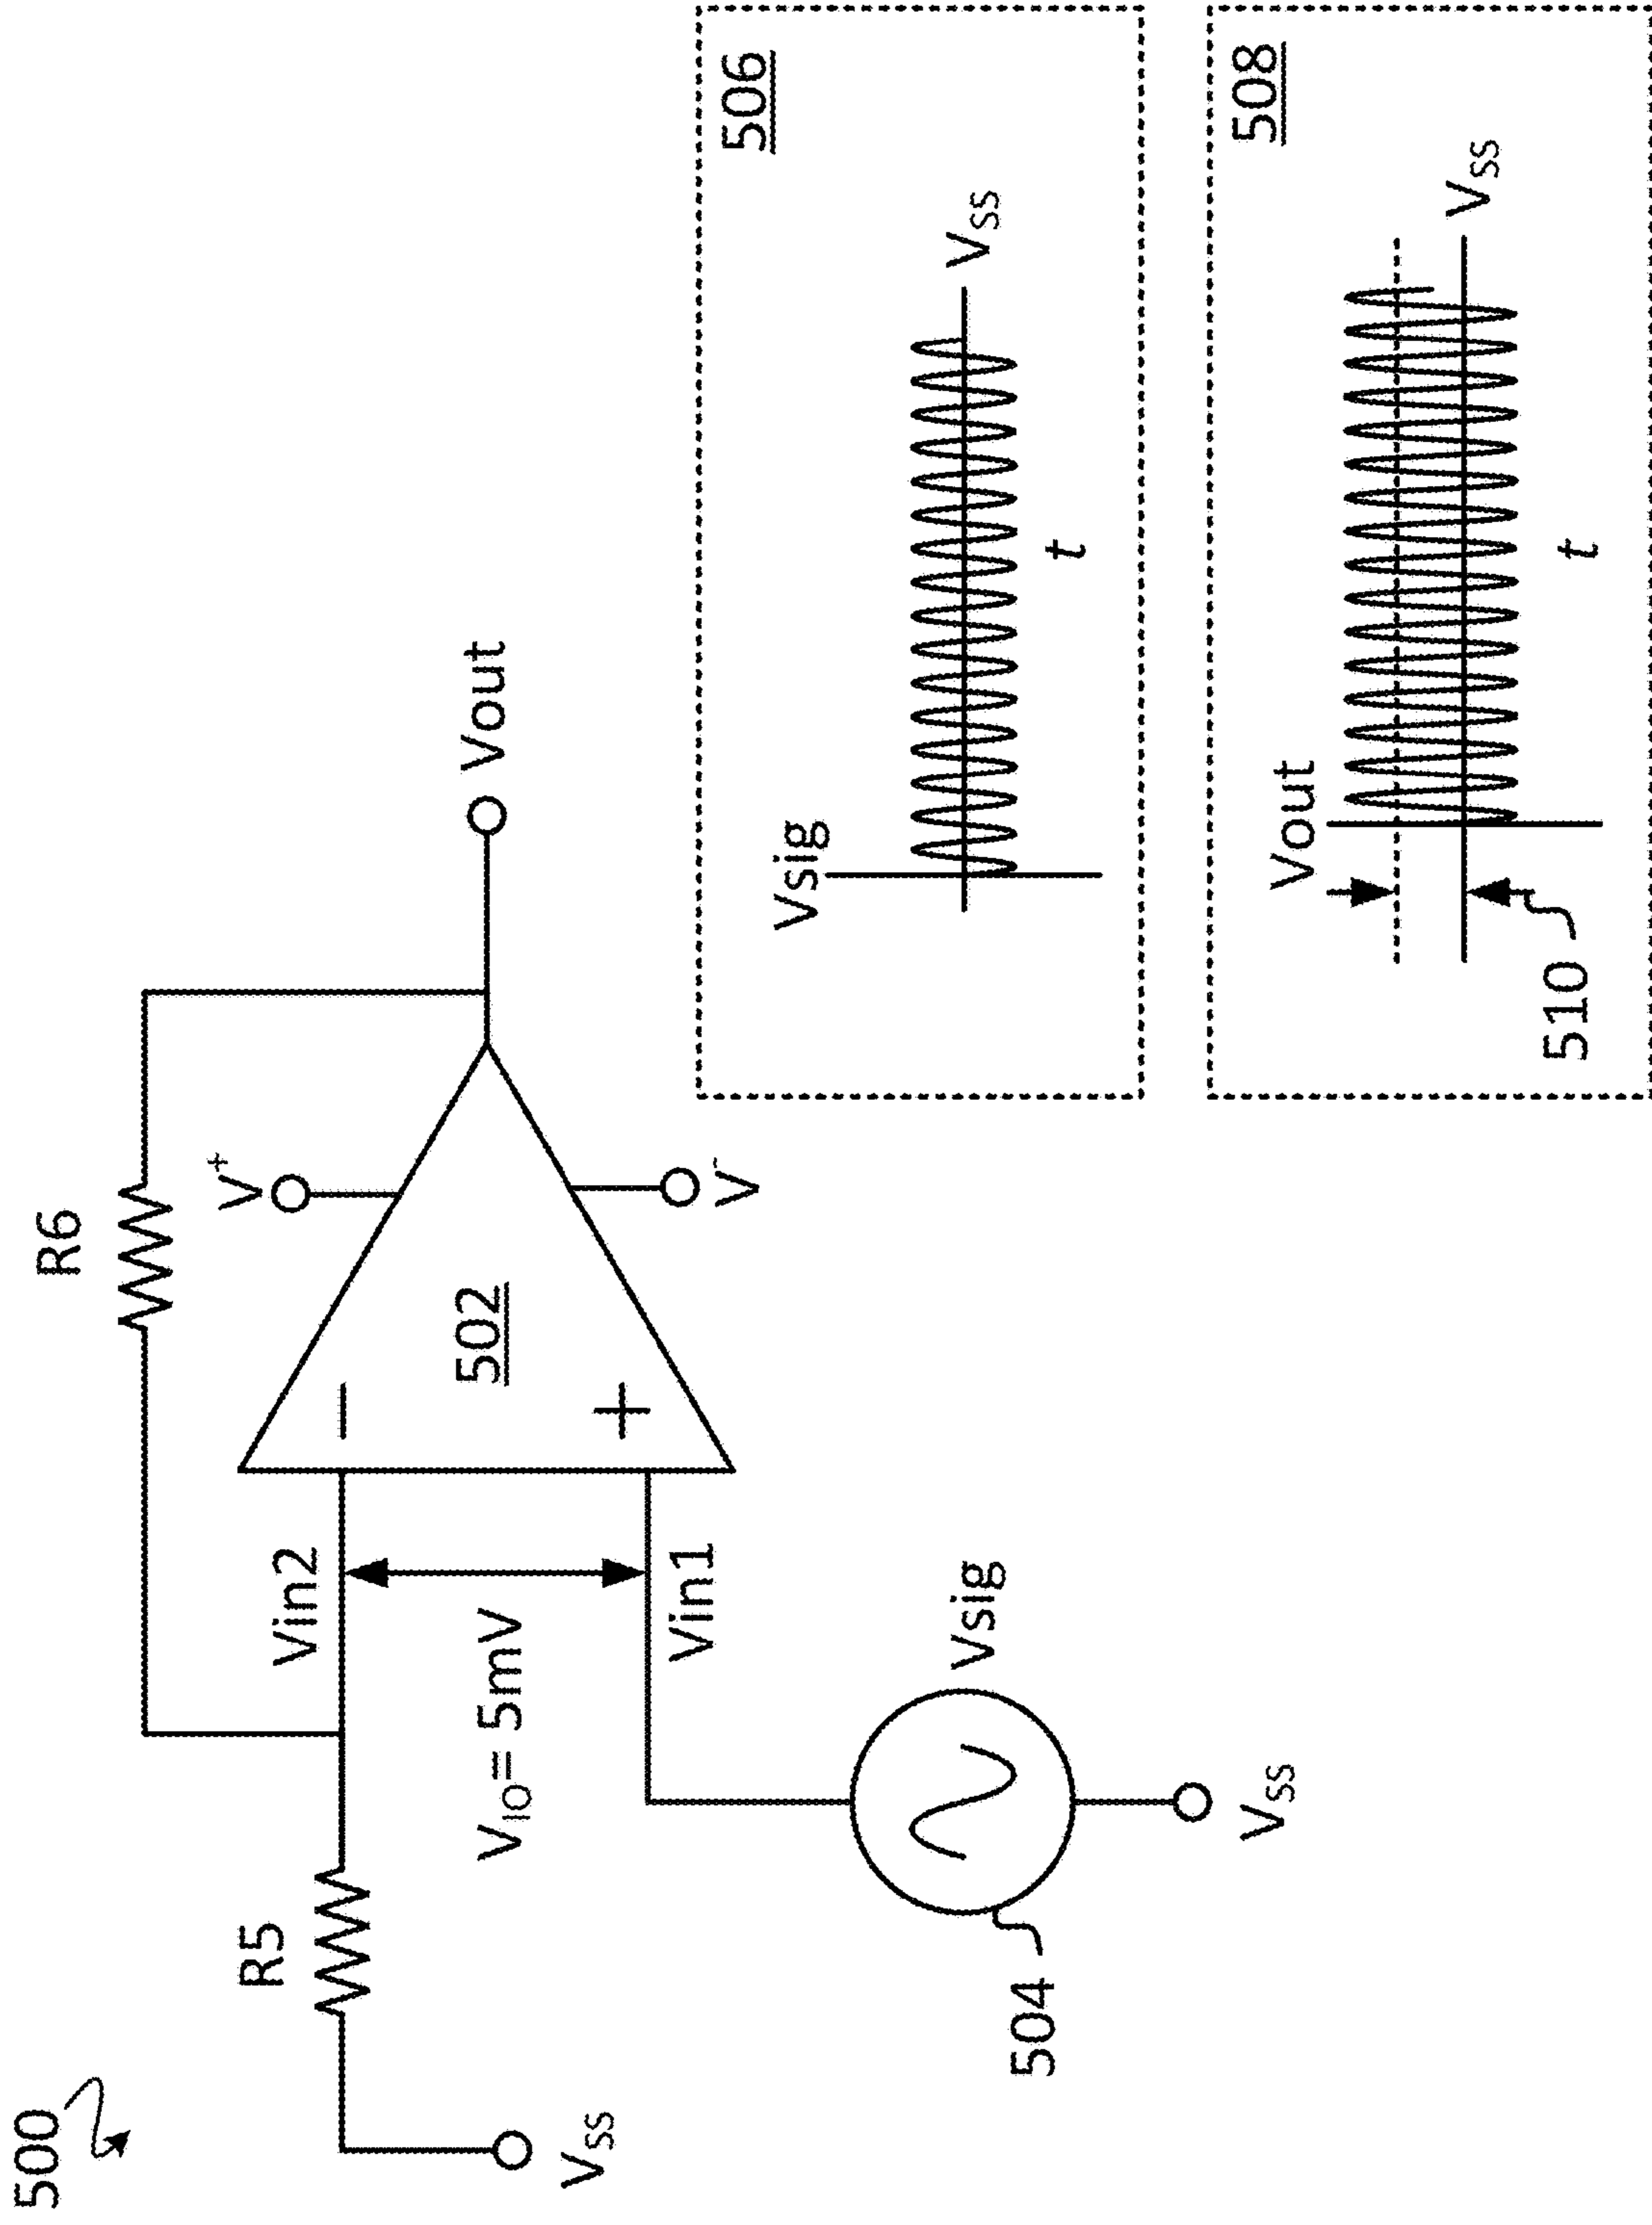 500
R6
R5
Vin2
V+
502
−
+
V-
Vout
VIO= 5mV
Vin1
VSS
Vsig
504
VSS
506
Vsig
VSS
t
508
Vout
VSS
t
510